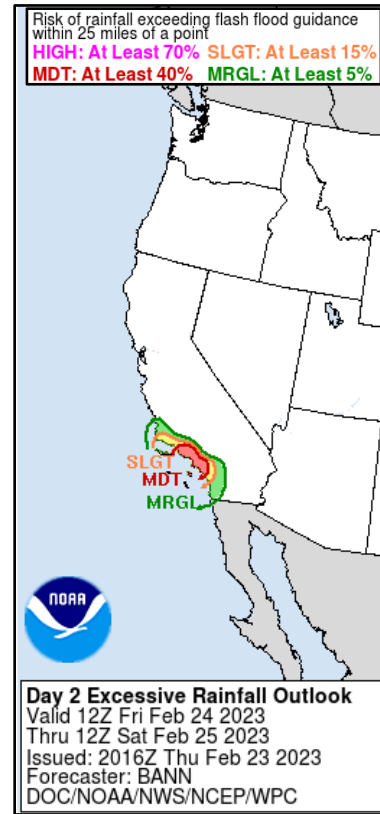 Risk of rainfall exceeding flash flood guidance
within 25 miles of a point
HIGH: At Least 70% SLGT: At Least 15%
MDT: At Least 40% MRGL: At Least 5%
SLGT
MDT
MRGL
NOAA
Day 2 Excessive Rainfall Outlook
Valid 12Z Fri Feb 24 2023
Thru 12Z Sat Feb 25 2023
Issued: 2016Z Thu Feb 23 2023
Forecaster: BANN
DOC/NOAA/NWS/NCEP/WPC